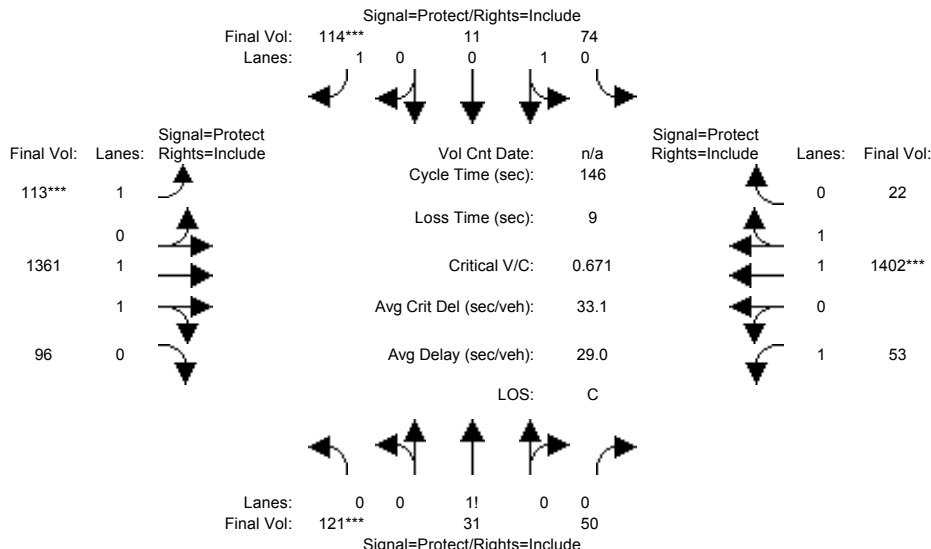 Signal=Protect/Rights=Include
Final Vol: 114*** 11 74
Lanes: 1 0 0 1 0
Signal=Protect Signal=Protect
Final Vol: Lanes: Rights=Include Vol Cnt Date: n/a Rights=Include Lanes: Final Vol:
Cycle Time (sec): 146
113*** 1 0 22
Loss Time (sec): 9
0 1
1361 1 Critical V/C: 0.671 1 1402***
1 Avg Crit Del (sec/veh): 33.1 0
96 0 Avg Delay (sec/veh): 29.0 1 53
LOS: C
Lanes: 0 0 1! 0 0
Final Vol: 121*** 31 50
Signal=Protect/Rights=Include